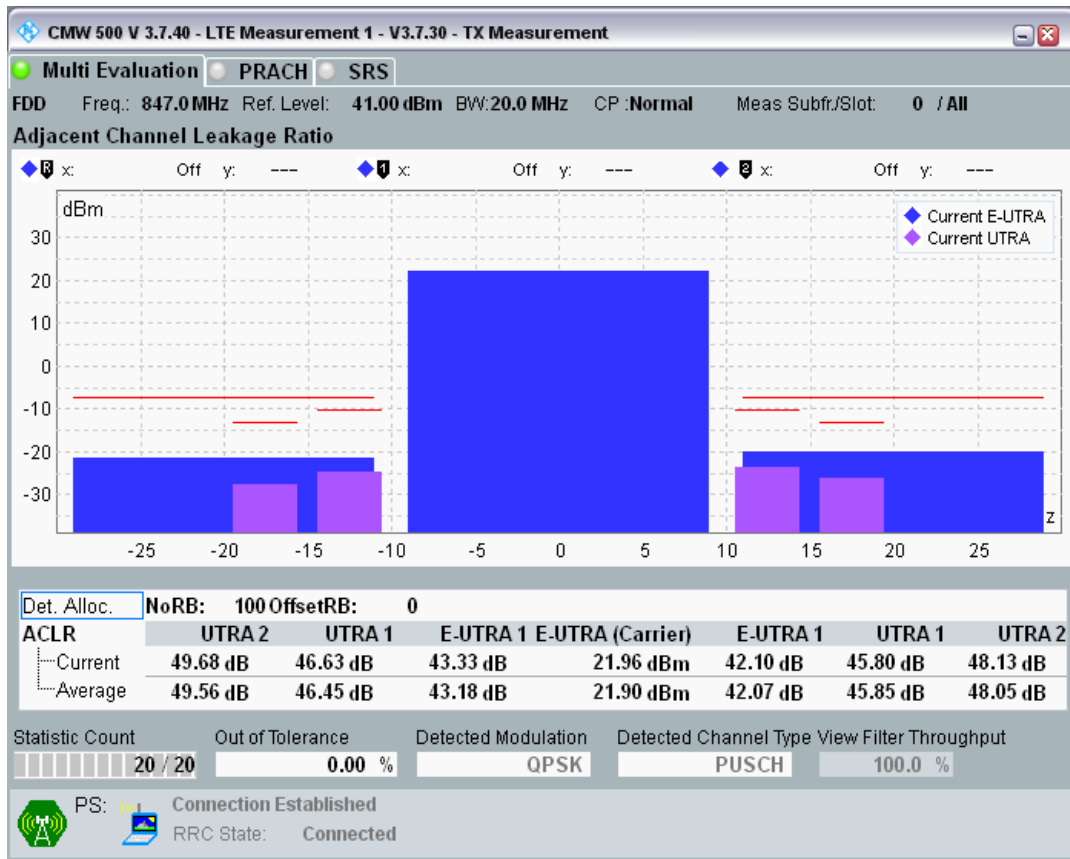 CMW 500 V 3.7.40 - LTE Measurement 1 - V3.7.30 - TX Measurement
Multi Evaluation PRACH SRS
FDD Freq.: 847.0 MHz Ref. Level: 41.00 dBm BW: 20.0 MHz CP : Normal Meas Subfr./Slot: 0 / All
Adjacent Channel Leakage Ratio
R x: Off y: --- 1 x: Off y: --- 2 x: Off y: ---
dBm
Current E-UTRA
Current UTRA
30
20
10
0
-10
-20
-30
z
-25 -20 -15 -10 -5 0 5 10 15 20 25
Det. Alloc. NoRB: 100 OffsetRB: 0
ACLR UTRA 2 UTRA 1 E-UTRA 1 E-UTRA (Carrier) E-UTRA 1 UTRA 1 UTRA 2
Current 49.68 dB 46.63 dB 43.33 dB 21.96 dBm 42.10 dB 45.80 dB 48.13 dB
Average 49.56 dB 46.45 dB 43.18 dB 21.90 dBm 42.07 dB 45.85 dB 48.05 dB
Statistic Count Out of Tolerance Detected Modulation Detected Channel Type View Filter Throughput
20 / 20 0.00 % QPSK PUSCH 100.0 %
PS: Connection Established
RRC State: Connected